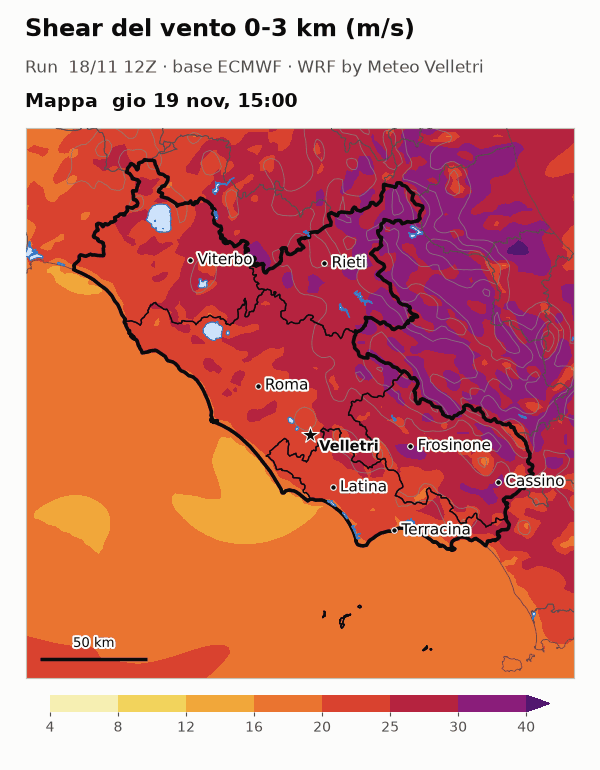 Shear del vento 0-3 km (m/s)
Run 18/11 12Z · base ECMWF · WRF by Meteo Velletri
Mappa gio 19 nov, 15:00
Viterbo
Rieti
Roma
Velletri
Frosinone
Latina
Cassino
Terracina
50 km
4 8 12 16 20 25 30 40